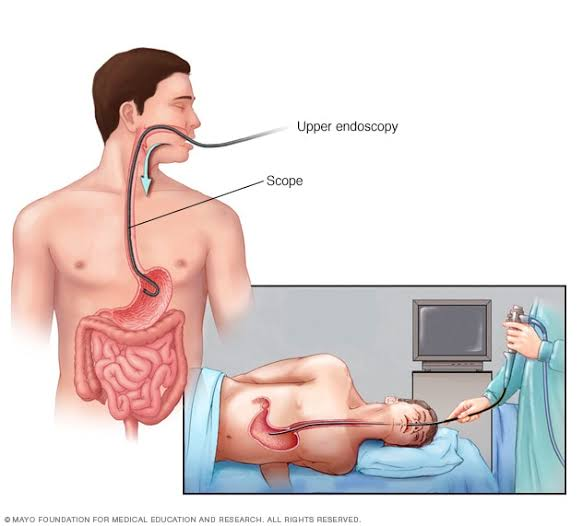 Upper endoscopy
Scope
© MAYO FOUNDATION FOR MEDICAL EDUCATION AND RESEARCH. ALL RIGHTS RESERVED.